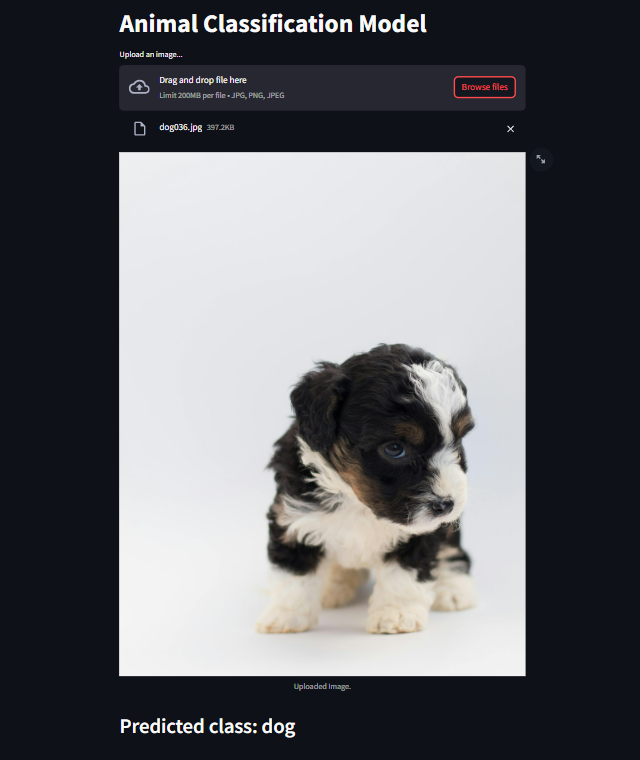 Animal Classification Model
Upload an image...
Drag and drop file here
Limit 200MB per file • JPG, PNG, JPEG
Browse files
dog036.jpg 397.2KB
Uploaded Image.
Predicted class: dog